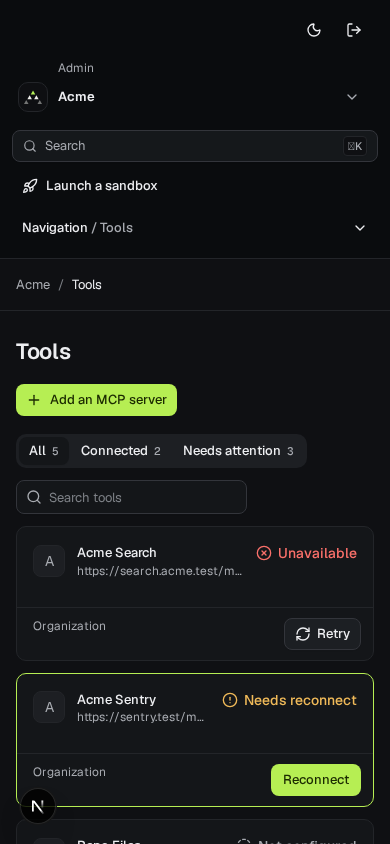 Admin
Acme
Search
K
Launch a sandbox
Navigation / Tools
Acme / Tools
Tools
Add an MCP server
All 5 Connected 2 Needs attention 3
Search tools
A
Acme Search
Unavailable
https://search.acme.test/m...
Organization
Retry
A
Acme Sentry
Needs reconnect
https://sentry.test/m...
Organization
Reconnect
N